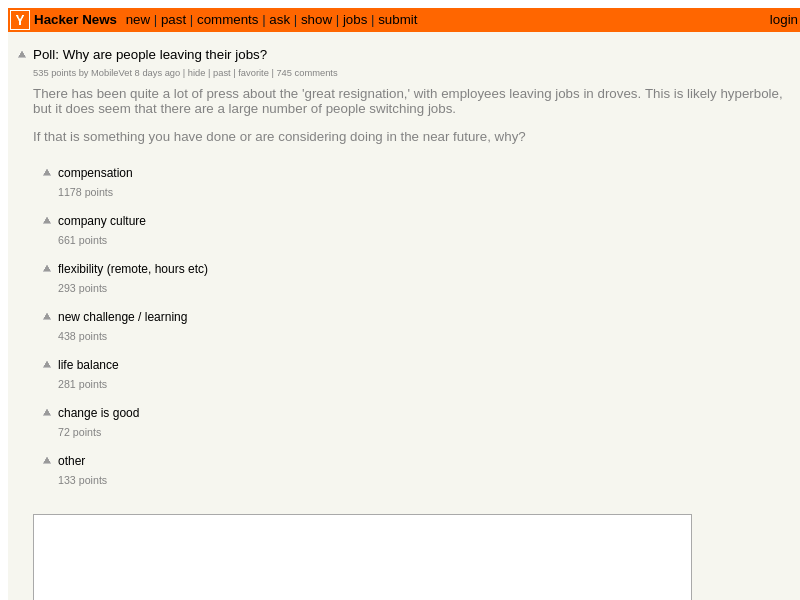 Y Hacker News new | past | comments | ask | show | jobs | submit login
Poll: Why are people leaving their jobs?
535 points by MobileVet 8 days ago | hide | past | favorite | 745 comments
There has been quite a lot of press about the 'great resignation,' with employees leaving jobs in droves. This is likely hyperbole,
but it does seem that there are a large number of people switching jobs.
If that is something you have done or are considering doing in the near future, why?
compensation
1178 points
company culture
661 points
flexibility (remote, hours etc)
293 points
new challenge / learning
438 points
life balance
281 points
change is good
72 points
other
133 points